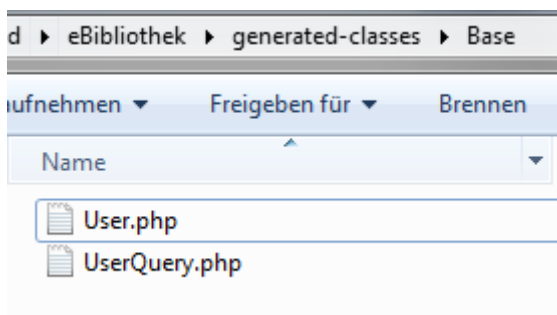 d ▸ eBibliothek ▸ generated-classes ▸ Base
ufnehmen ▾ Freigeben für ▾ Brennen
Name
User.php
UserQuery.php